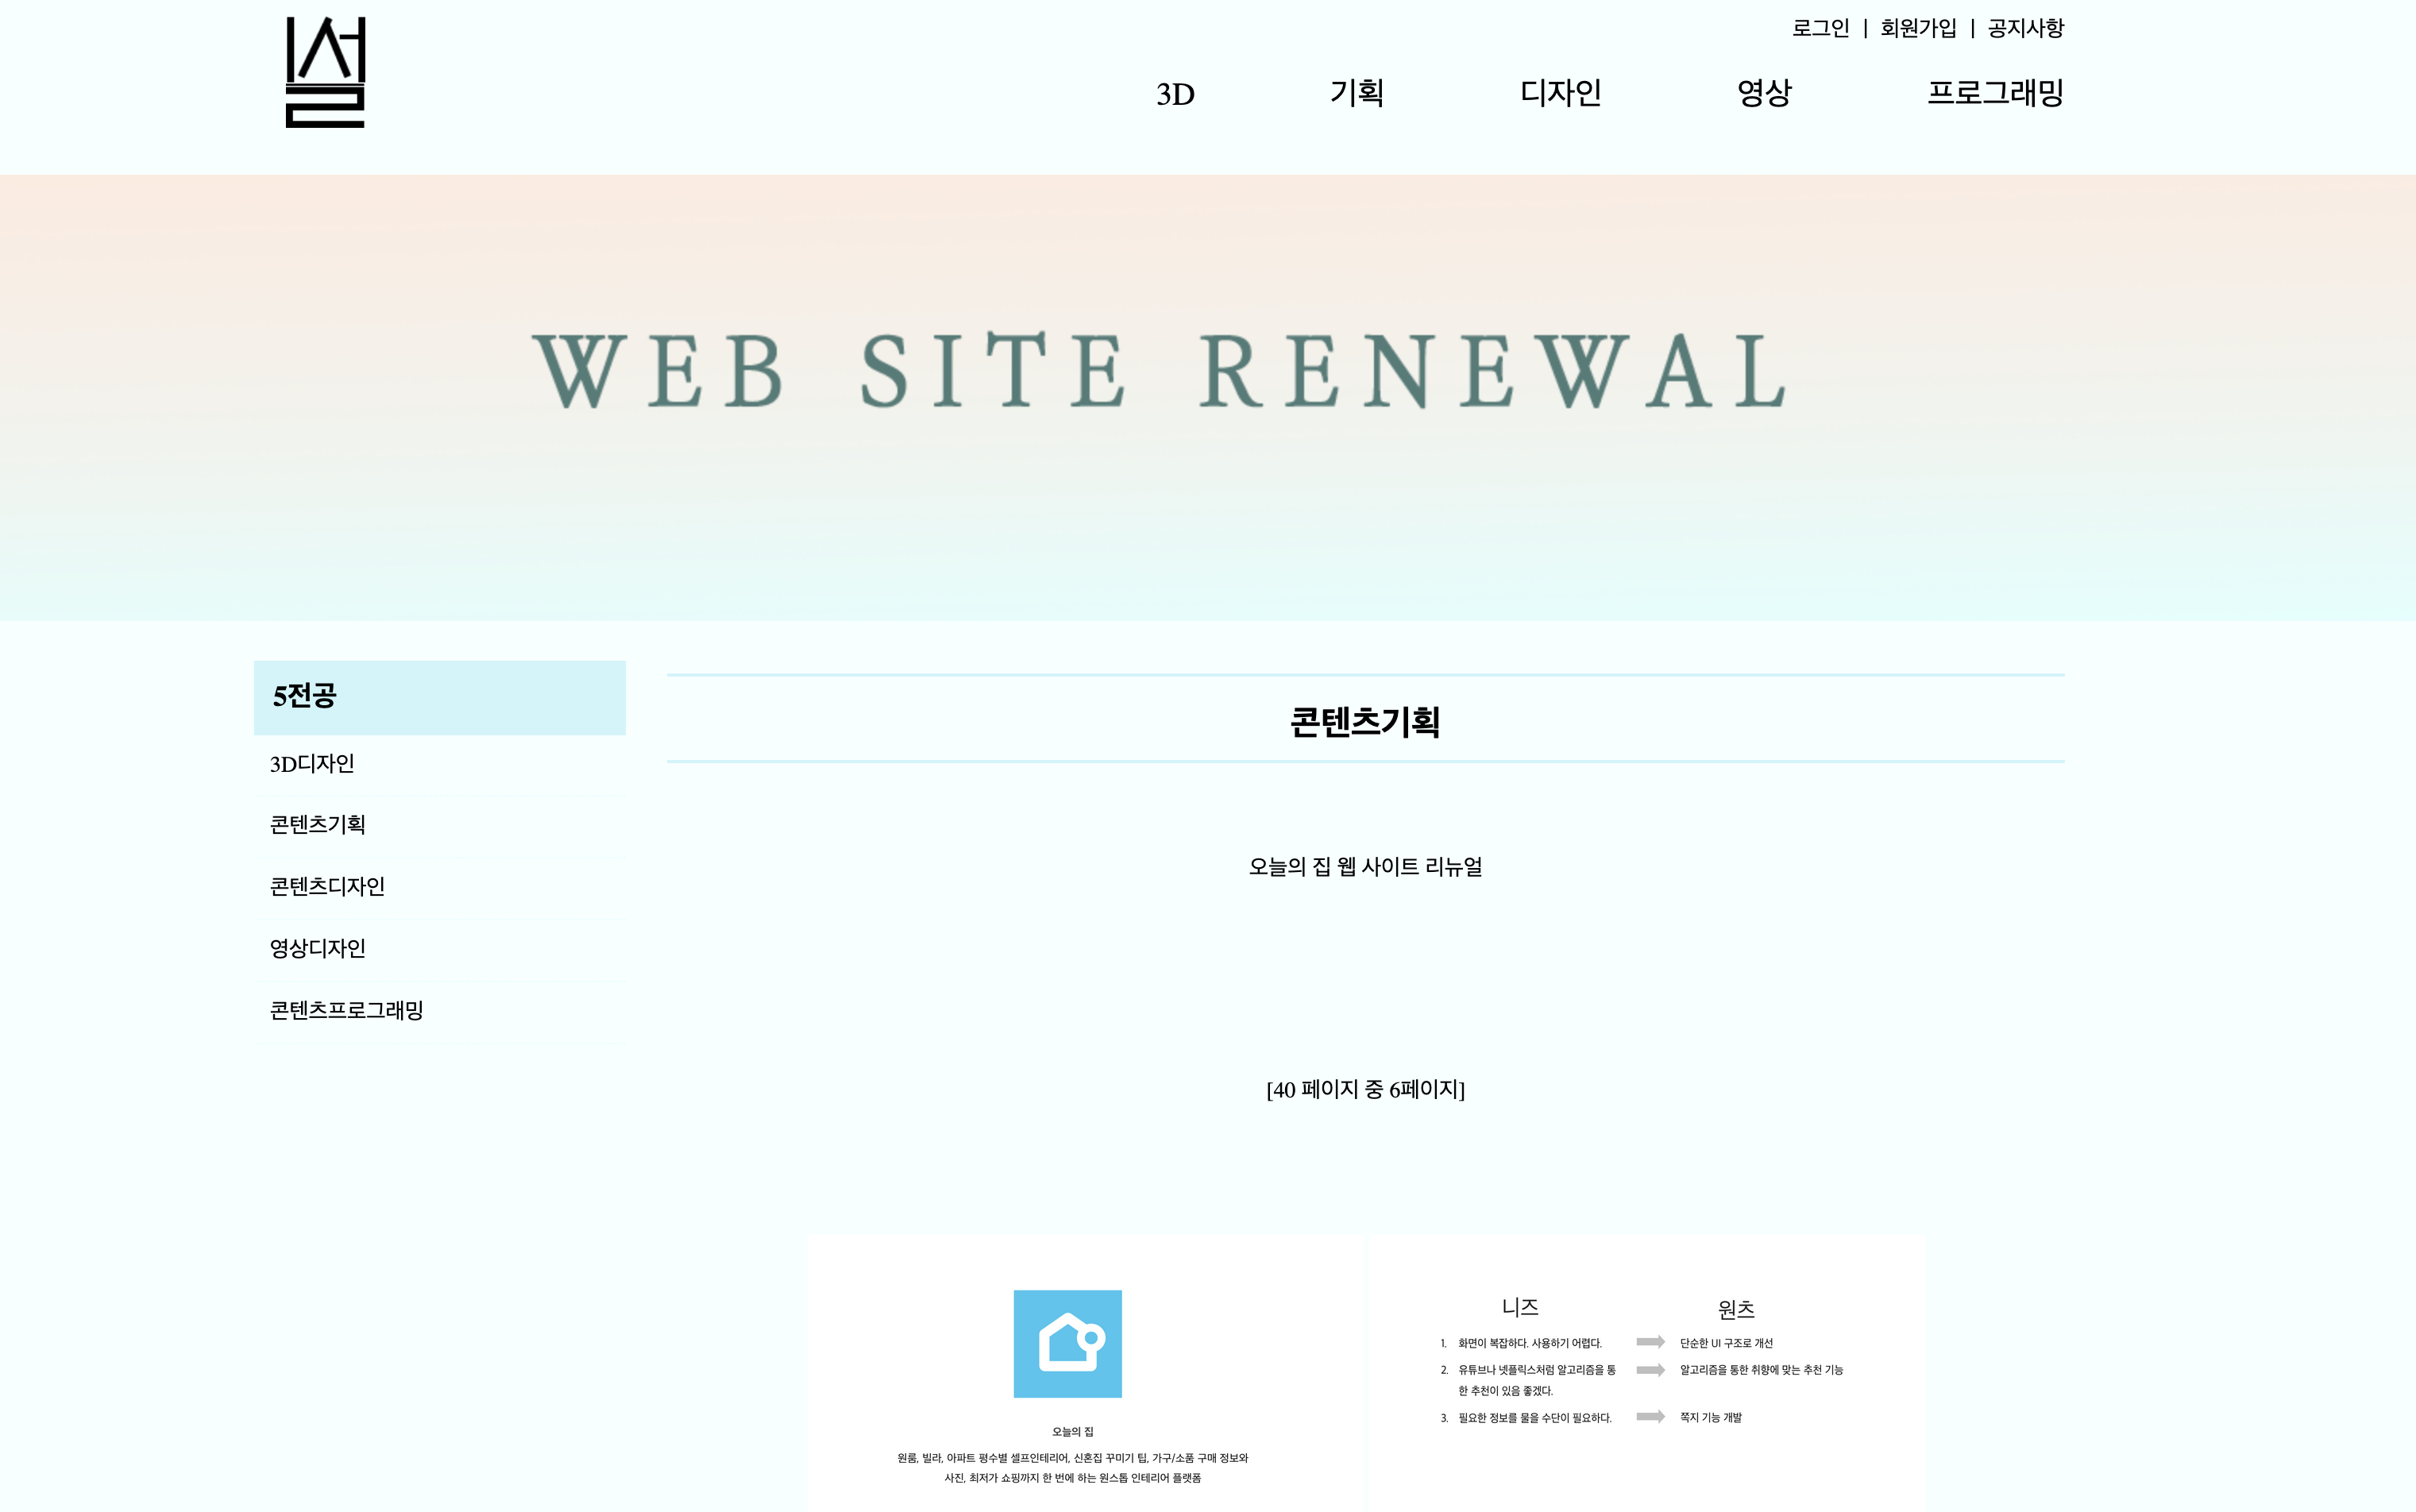 설
로그인 | 회원가입 | 공지사항
3D 기획 디자인 영상 프로그래밍
WEB SITE RENEWAL
5전공
3D디자인
콘텐츠기획
콘텐츠디자인
영상디자인
콘텐츠프로그래밍
콘텐츠기획
오늘의 집 웹 사이트 리뉴얼
[40 페이지 중 6페이지]
오늘의 집
원룸, 빌라, 아파트 평수별 셀프인테리어, 신혼집 꾸미기 팁, 가구/소품 구매 정보와
사진, 최저가 쇼핑까지 한 번에 하는 원스톱 인테리어 플랫폼
니즈 원츠
1. 화면이 복잡하다. 사용하기 어렵다. 단순한 UI 구조로 개선
2. 유튜브나 넷플릭스처럼 알고리즘을 통 알고리즘을 통한 취향에 맞는 추천 기능
한 추천이 있음 좋겠다.
3. 필요한 정보를 물을 수단이 필요하다. 쪽지 기능 개발